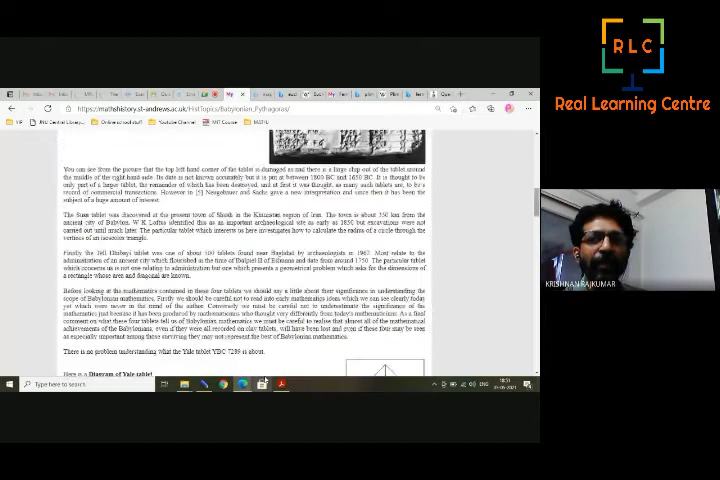 RLC
Real Learning Centre
My
https://mathshistory.st-andrews.ac.uk/HistTopics/Babylonian_Pythagoras/
VIP
JNU Central Library...
Online school stuff
Youtube Channel
MIT Course
MATHJ
You can see from the picture that the top left hand corner of the tablet is damaged as and there is a large chip out of the tablet around
the middle of the right hand side. Its date is not known accurately but it is put at between 1800 BC and 1650 BC. It is thought to be
only part of a larger tablet, the remainder of which has been destroyed, and at first it was thought, as many such tablets are, to be a
record of commercial transactions. However in [5] Neugebauer and Sachs gave a new interpretation and since then it has been the
subject of a huge amount of interest.
The Susa tablet was discovered at the present town of Shush in the Khuzistan region of Iran. The town is about 350 km from the
ancient city of Babylon. W K Loftus identified this as an important archaeological site as early as 1850 but excavations were not
carried out until much later. The particular tablet which interests us here investigates how to calculate the radius of a circle through the
vertices of an isosceles triangle.
Finally the Tell Dhibayi tablet was one of about 500 tablets found near Baghdad by archaeologists in 1962. Most relate to the
administration of an ancient city which flourished in the time of Ibalpiel II of Eshunna and date from around 1750. The particular tablet
which concerns us is not one relating to administration but one which presents a geometrical problem which asks for the dimensions of
a rectangle whose area and diagonal are known.
Before looking at the mathematics contained in these four tablets we should say a little about their significance in understanding the
scope of Babylonian mathematics. Firstly we should be careful not to read into early mathematics ideas which we can see clearly today
yet which were never in the mind of the author. Conversely we must be careful not to underestimate the significance of the
mathematics just because it has been produced by mathematicians who thought very differently from today's mathematicians. As a final
comment on what these four tablets tell us of Babylonian mathematics we must be careful to realise that almost all of the mathematical
achievements of the Babylonians, even if they were all recorded on clay tablets, will have been lost and even if these four may be seen
as especially important among those surviving they may not represent the best of Babylonian mathematics.
There is no problem understanding what the Yale tablet YBC 7289 is about.
Here is a Diagram of Yale tablet
KRISHNAN RAJKUMAR
Type here to search
ENG
18:51